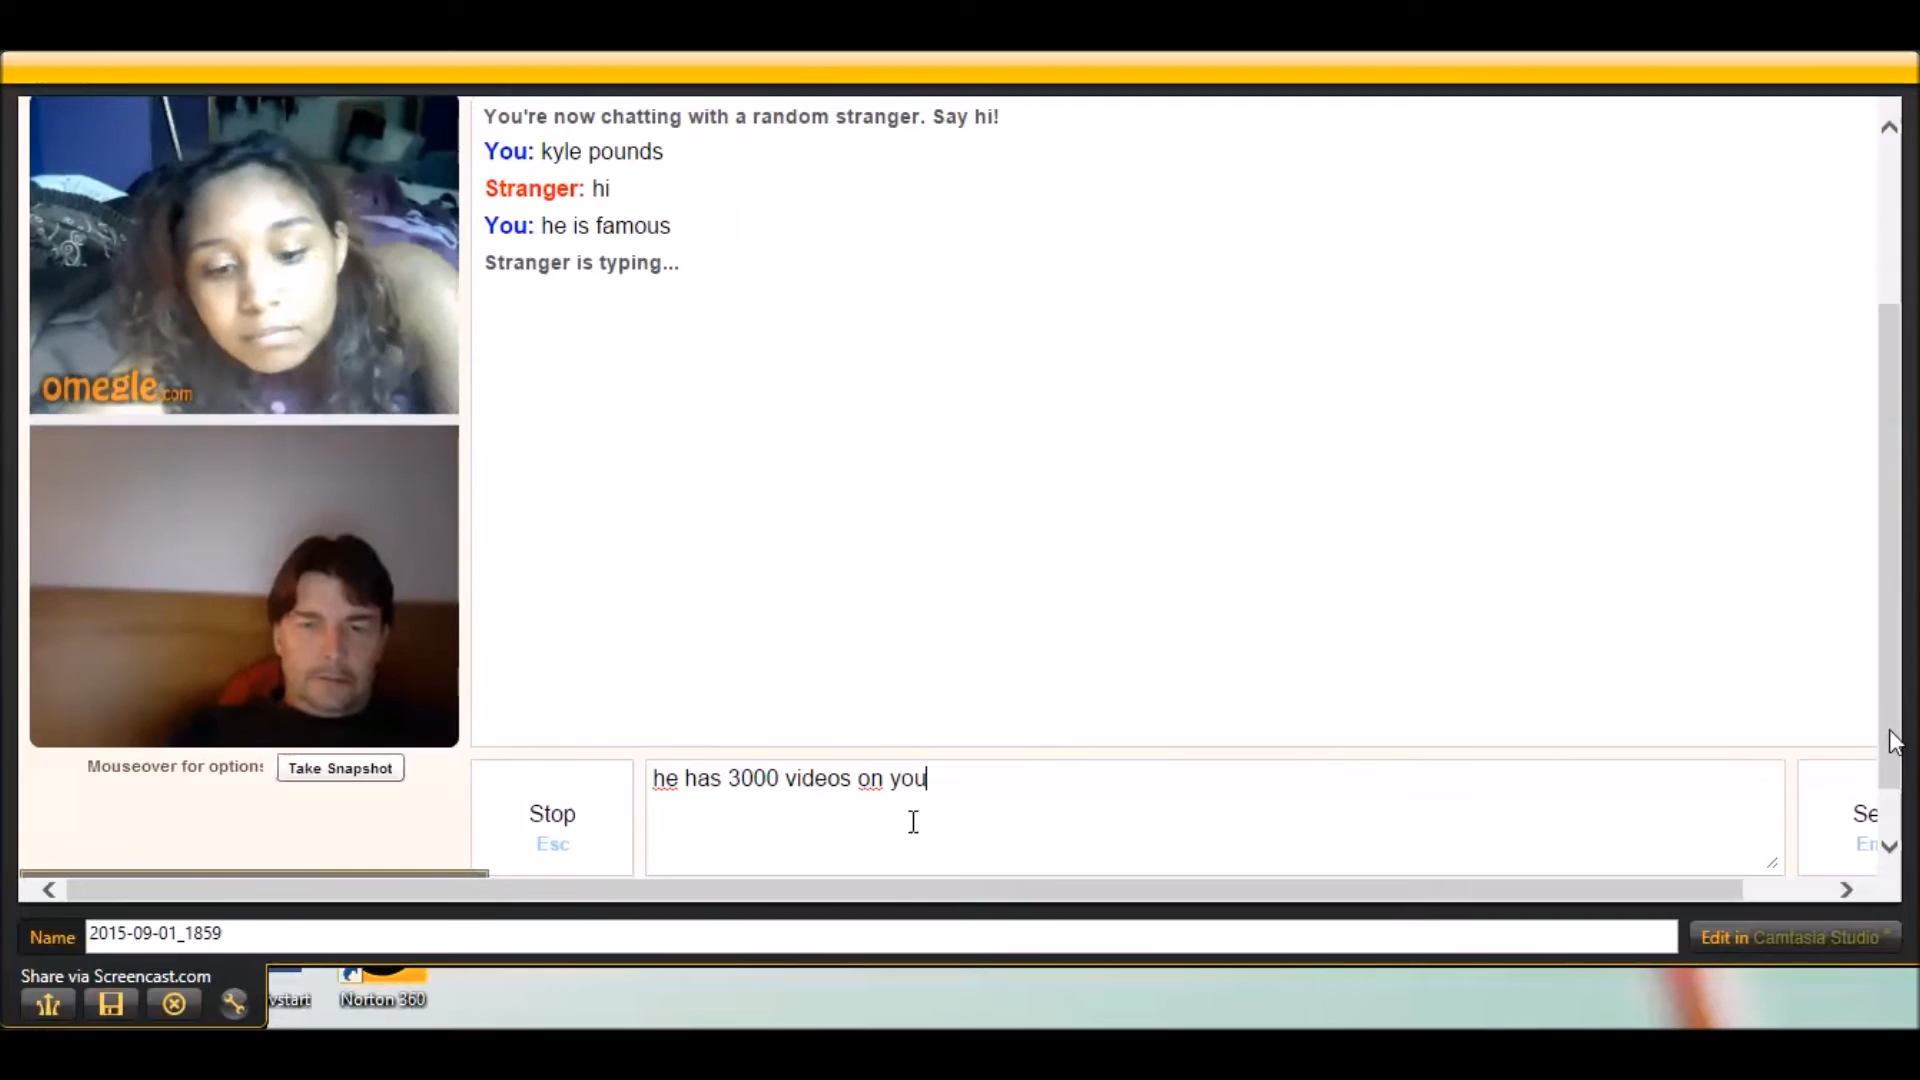 You're now chatting with a random stranger. Say hi!
You: kyle pounds
Stranger: hi
You: he is famous
Stranger is typing...
omegle.com
Mouseover for option
Take Snapshot
Stop
Esc
he has 3000 videos on you
Se
En
Name
2015-09-01_1859
Edit in Camtasia Studio
Share via Screencast.com
vstart
Norton 360